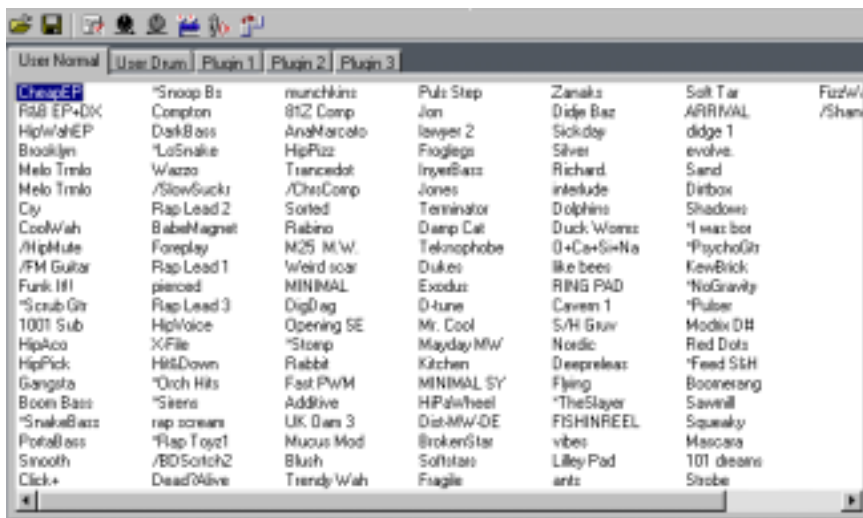 User Normal User Drum Plugin 1 Plugin 2 Plugin 3
CheapEP "Snoop Bs munchkins Puls Step Zanaks Soft Tar
R&B EP+DX Compton 81Z Comp Jon Didje Baz ARRIVAL
HipWahEP DarkBass AnaMarcato lawyer 2 Sickday didge 1
Brooklyn "LoSnake HipPizz Froglegs Silver evolve.
Melo Trmlo Wazzo Trancedot InyerBass Richard. Sand
Melo Trmlo /SlowSuckr /ChrsComp Jones interlude Dirtbox
Cry Rap Lead 2 Sorted Terminator Dolphins Shadows
CoolWah BabeMagnet Rabino Damp Cat Duck Worms "I was bor
/HipMute Foreplay M25 M.W. Teknophobe O+Ca+Si+Na "PsychoGtr
/FM Guitar Rap Lead 1 Weird scar Dukes like bees KewBrick
Funk It!! pierced MINIMAL Exodus RING PAD "NoGravity
"Scrub Gtr Rap Lead 3 DigDag D-tune Cavern 1 "Pulser
1001 Sub HipVoice Opening SE Mr. Cool S/H Gruv Modrix D#
HipAco X-File "Stomp Mayday MW Nordic Red Dots
HipPick Hit&Down Rabbit Kitchen Deepreleas "Feed S&H
Gangsta "Orch Hits Fast PWM MINIMAL SY Flying Boomerang
Boom Bass "Sirens Additive HiPaWheel "TheSlayer Sawmill
"SnakeBass rap scream UK Dam 3 Dist-MW-DE FISHINREEL Squeaky
PortaBass "Rap Toyz1 Mucus Mod BrokenStar vibes Mascara
Smooth /BDScrtch2 Blush Softstars Lilley Pad 101 dreams
Click+ Dead?Alive Trendy Wah Fragile ants Strobe